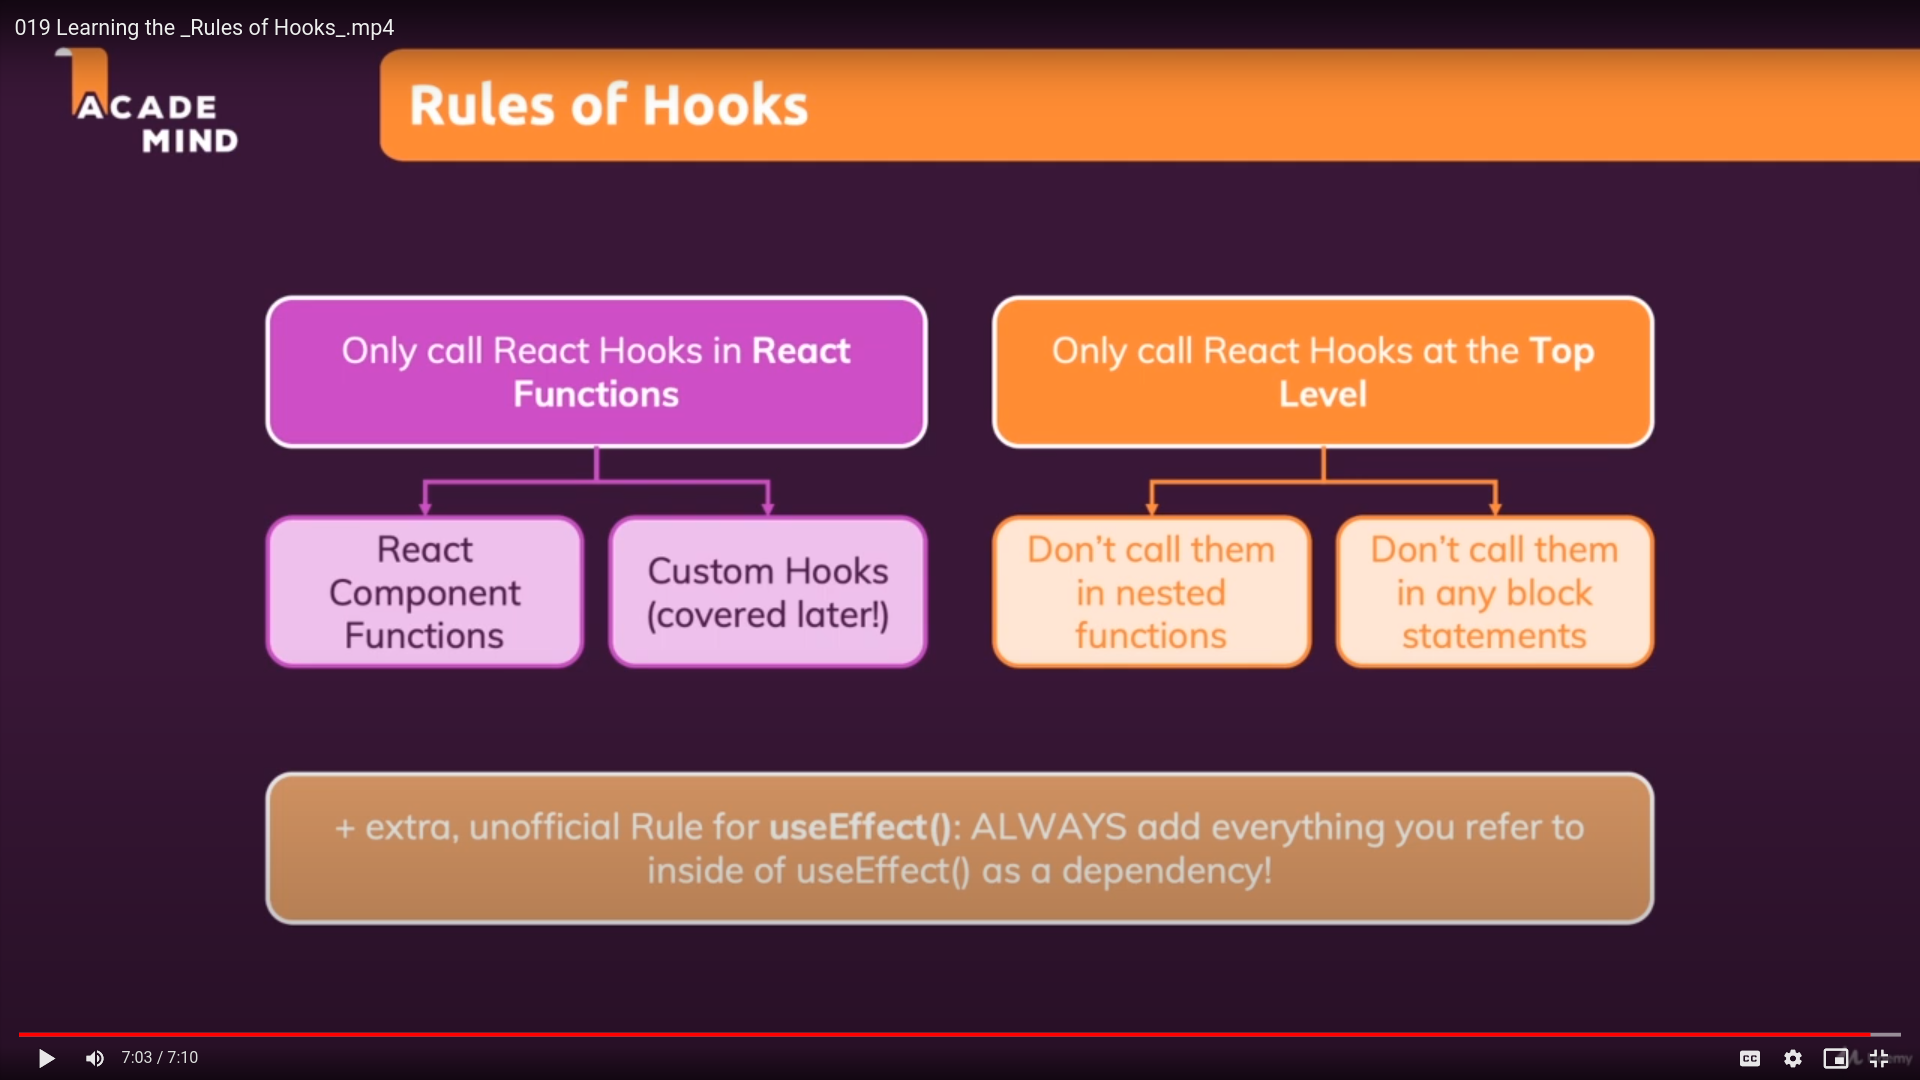 019 Learning the _Rules of Hooks_.mp4
ACADE
MIND
Rules of Hooks
Only call React Hooks in React
Functions
Only call React Hooks at the Top
Level
React
Component
Functions
Custom Hooks
(covered later!)
Don’t call them
in nested
functions
Don’t call them
in any block
statements
+ extra, unofficial Rule for useEffect(): ALWAYS add everything you refer to
inside of useEffect() as a dependency!
7:03 / 7:10
CC